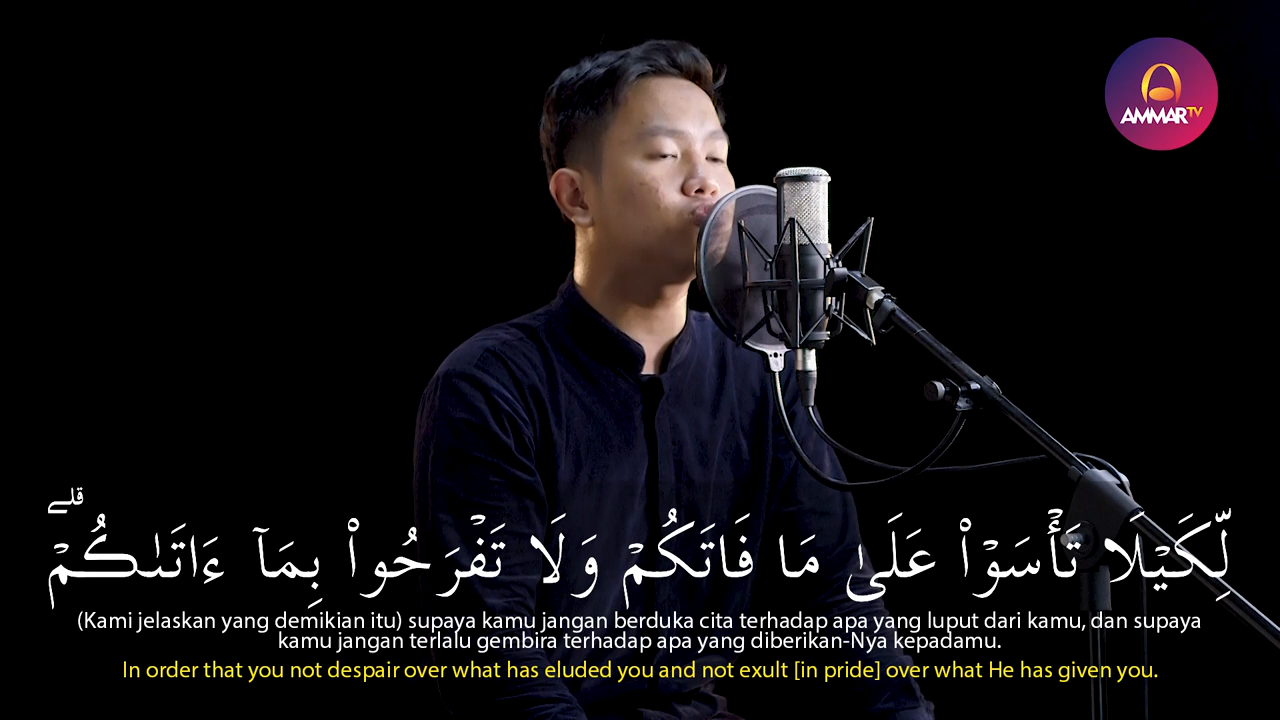 AMMARTV
لِّكَيْلَا تَأْسَوْا۟ عَلَىٰ مَا فَاتَكُمْ وَلَا تَفْرَحُوا۟ بِمَآ ءَاتَىٰكُمْ ۗ
(Kami jelaskan yang demikian itu) supaya kamu jangan berduka cita terhadap apa yang luput dari kamu, dan supaya
kamu jangan terlalu gembira terhadap apa yang diberikan-Nya kepadamu.
In order that you not despair over what has eluded you and not exult [in pride] over what He has given you.